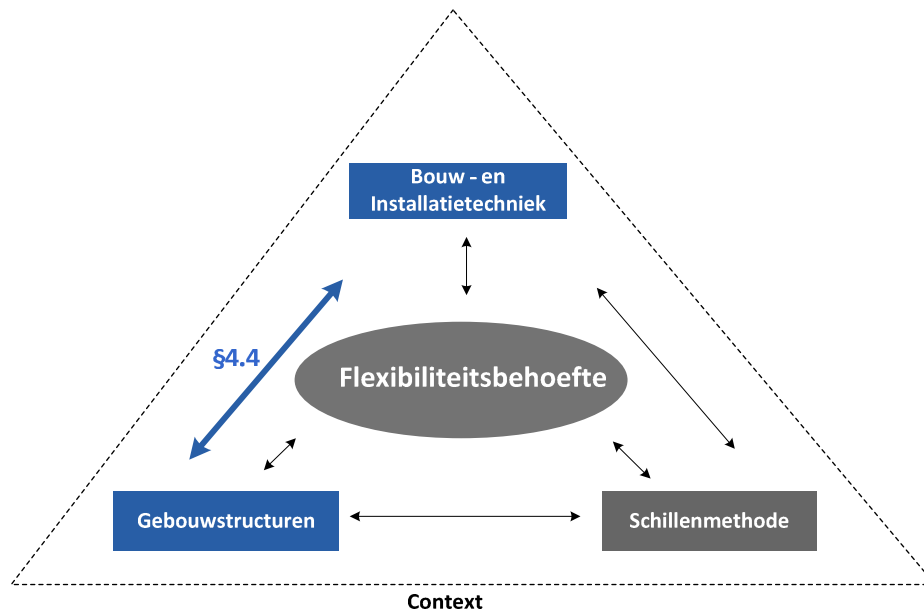 Bouw - en
Installatietechniek
§4.4
Flexibiliteitsbehoefte
Gebouwstructuren
Schillenmethode
Context